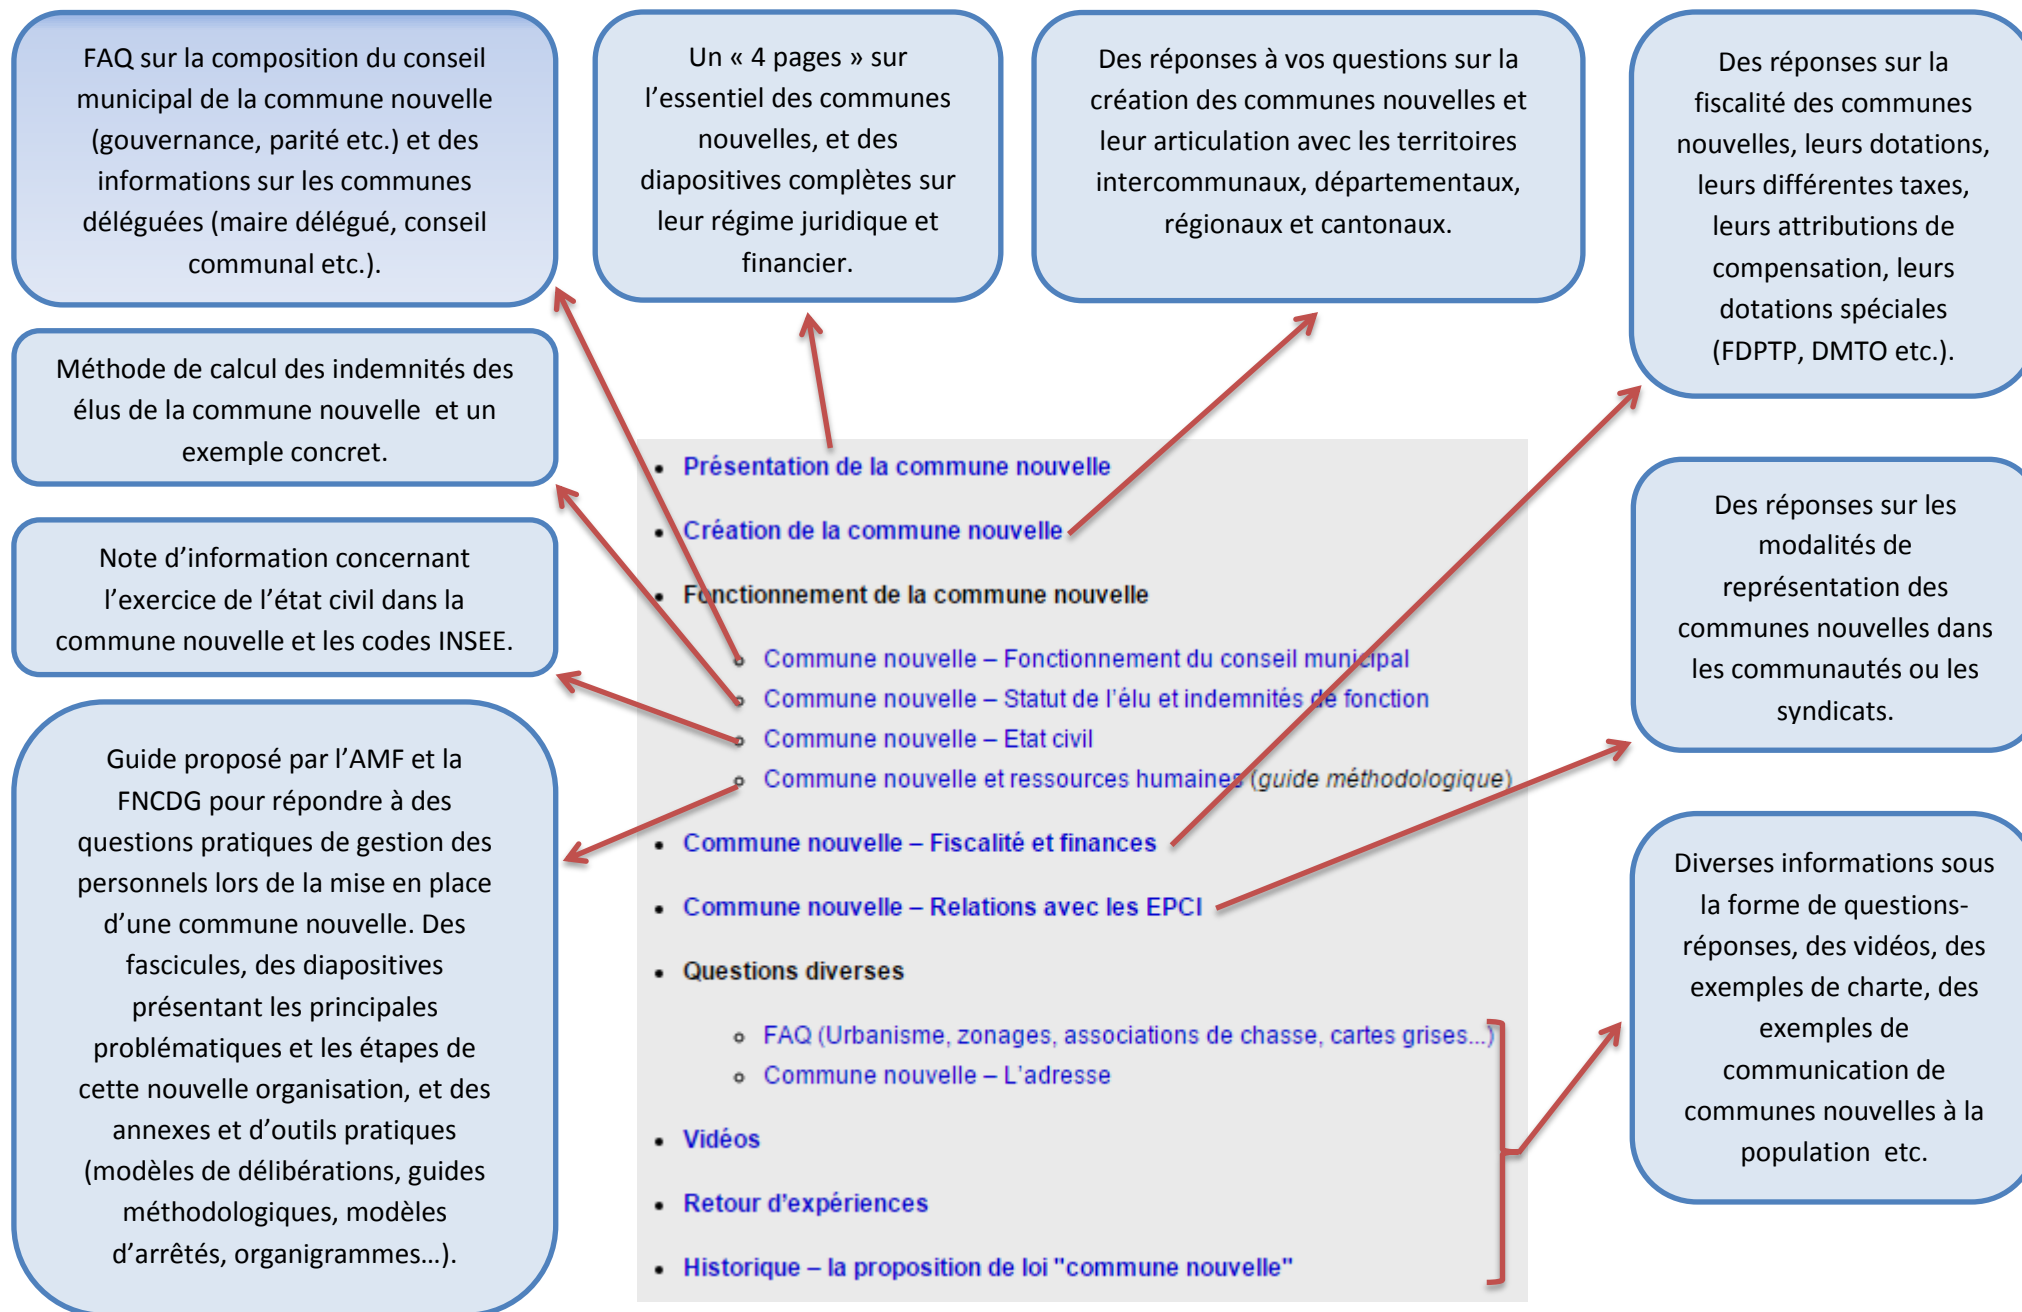 FAQ sur la composition du conseil
municipal de la commune nouvelle
(gouvernance, parité etc.) et des
informations sur les communes
déléguées (maire délégué, conseil
communal etc.).
Un « 4 pages » sur
l’essentiel des communes
nouvelles, et des
diapositives complètes sur
leur régime juridique et
financier.
Des réponses à vos questions sur la
création des communes nouvelles et
leur articulation avec les territoires
intercommunaux, départementaux,
régionaux et cantonaux.
Des réponses sur la
fiscalité des communes
nouvelles, leurs dotations,
leurs différentes taxes,
leurs attributions de
compensation, leurs
dotations spéciales
(FDPTP, DMTO etc.).
Méthode de calcul des indemnités des
élus de la commune nouvelle et un
exemple concret.
Note d’information concernant
l’exercice de l’état civil dans la
commune nouvelle et les codes INSEE.
Guide proposé par l’AMF et la
FNCDG pour répondre à des
questions pratiques de gestion des
personnels lors de la mise en place
d’une commune nouvelle. Des
fascicules, des diapositives
présentant les principales
problématiques et les étapes de
cette nouvelle organisation, et des
annexes et d’outils pratiques
(modèles de délibérations, guides
méthodologiques, modèles
d’arrêtés, organigrammes…).
• Présentation de la commune nouvelle
• Création de la commune nouvelle
• Fonctionnement de la commune nouvelle
o Commune nouvelle – Fonctionnement du conseil municipal
o Commune nouvelle – Statut de l’élu et indemnités de fonction
o Commune nouvelle – Etat civil
o Commune nouvelle et ressources humaines (guide méthodologique)
• Commune nouvelle – Fiscalité et finances
• Commune nouvelle – Relations avec les EPCI
• Questions diverses
o FAQ (Urbanisme, zonages, associations de chasse, cartes grises...)
o Commune nouvelle – L’adresse
• Vidéos
• Retour d’expériences
• Historique – la proposition de loi "commune nouvelle"
Des réponses sur les
modalités de
représentation des
communes nouvelles dans
les communautés ou les
syndicats.
Diverses informations sous
la forme de questions-
réponses, des vidéos, des
exemples de charte, des
exemples de
communication de
communes nouvelles à la
population etc.